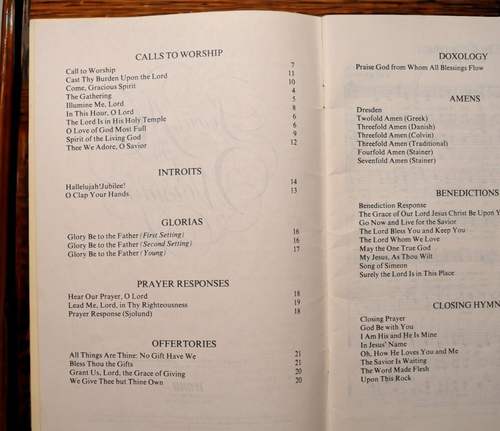 CALLS TO WORSHIP
Call to Worship 7
Cast Thy Burden Upon the Lord 11
Come, Gracious Spirit 10
The Gathering 4
Illumine Me, Lord 5
In This Hour, O Lord 8
The Lord is in His Holy Temple 6
O Love of God Most Full 6
Spirit of the Living God 9
Thee We Adore, O Savior 12
INTROITS
Hallelujah! Jubilee! 14
O Clap Your Hands 13
GLORIAS
Glory Be to the Father (First Setting) 16
Glory Be to the Father (Second Setting) 16
Glory Be to the Father (Young) 17
PRAYER RESPONSES
Hear Our Prayer, O Lord 18
Lead Me, Lord, in Thy Righteousness 19
Prayer Response (Sjolund) 18
OFFERTORIES
All Things Are Thine: No Gift Have We 21
Bless Thou the Gifts 21
Grant Us, Lord, the Grace of Giving 20
We Give Thee but Thine Own 20
DOXOLOGY
Praise God from Whom All Blessings Flow
AMENS
Dresden
Twofold Amen (Greek)
Threefold Amen (Danish)
Threefold Amen (Colvin)
Threefold Amen (Traditional)
Fourfold Amen (Stainer)
Sevenfold Amen (Stainer)
BENEDICTIONS
Benediction Response
The Grace of Our Lord Jesus Christ Be Upon Y
Go Now and Live for the Savior
The Lord Bless You and Keep You
The Lord Whom We Love
May the One True God
My Jesus, As Thou Wilt
Song of Simeon
Surely the Lord is in This Place
CLOSING HYMN
Closing Prayer
God Be with You
I Am His and He Is Mine
In Jesus' Name
Oh, How He Loves You and Me
The Savior Is Waiting
The Word Made Flesh
Upon This Rock